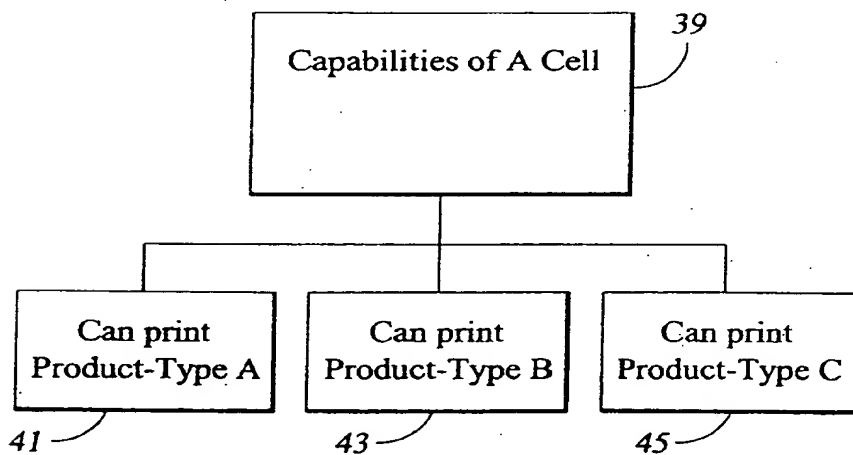 39
Capabilities of A Cell
Can print
Product-Type A
Can print
Product-Type B
Can print
Product-Type C
41
43
45